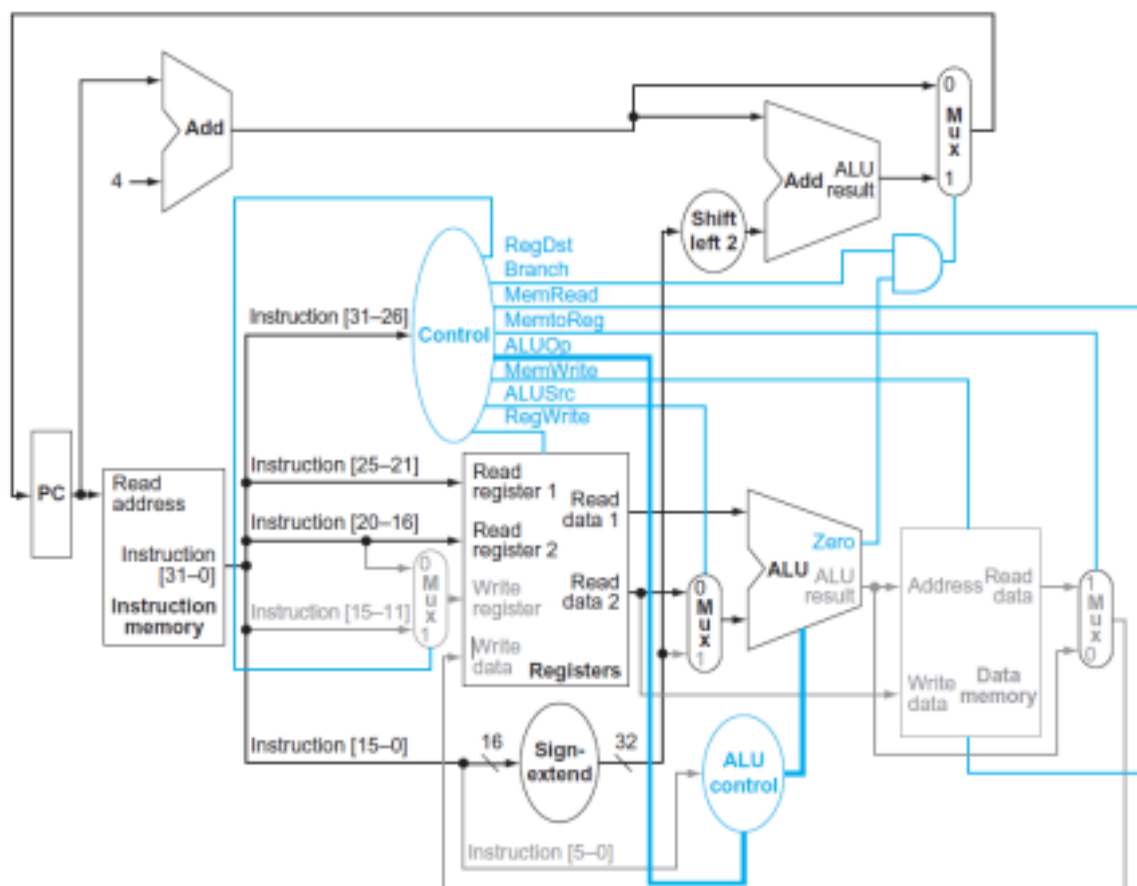 0
M
u
x
1
Add
Add
ALU
result
4
Shift
left 2
RegDst
Branch
MemRead
MemtoReg
ALUOp
MemWrite
ALUSrc
RegWrite
Instruction [31–26]
Control
PC
Read
address
Instruction
[31–0]
Instruction
memory
Instruction [25–21]
Instruction [20–16]
Instruction [15–11]
0
M
u
x
1
Read
register 1
Read
register 2
Write
register
Write
data
Read
data 1
Read
data 2
Registers
0
M
u
x
1
Zero
ALU
ALU
result
Address
Read
data
Write
data
Data
memory
1
M
u
x
0
Instruction [15–0]
16
Sign-
extend
32
ALU
control
Instruction [5–0]